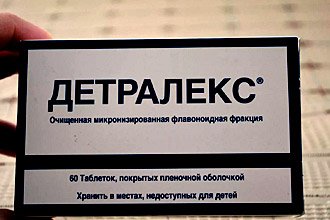 ДЕТРАЛЕКС®
Очищенная микронизированная флавоноидная фракция
60 Таблеток, покрытых пленочной оболочкой
Хранить в местах, недоступных для детей